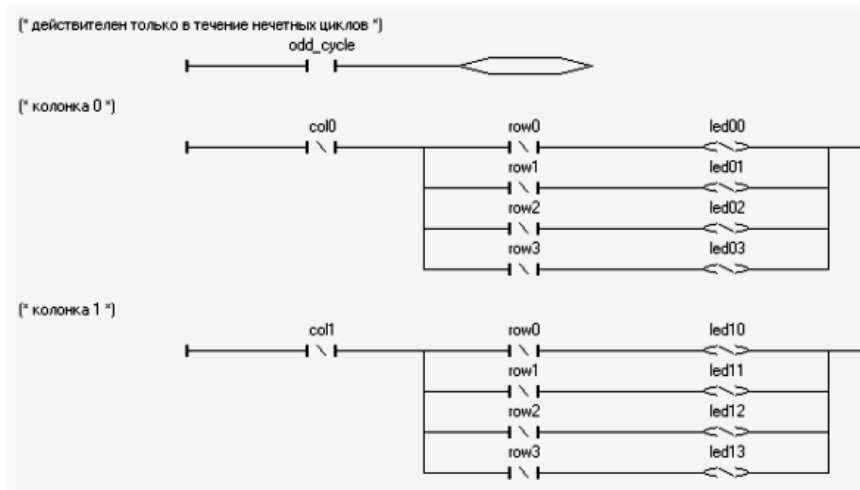 (* действителен только в течение нечетных циклов *)
odd_cycle
(* колонка 0 *)
col0 row0 led00
row1 led01
row2 led02
row3 led03
(* колонка 1 *)
col1 row0 led10
row1 led11
row2 led12
row3 led13